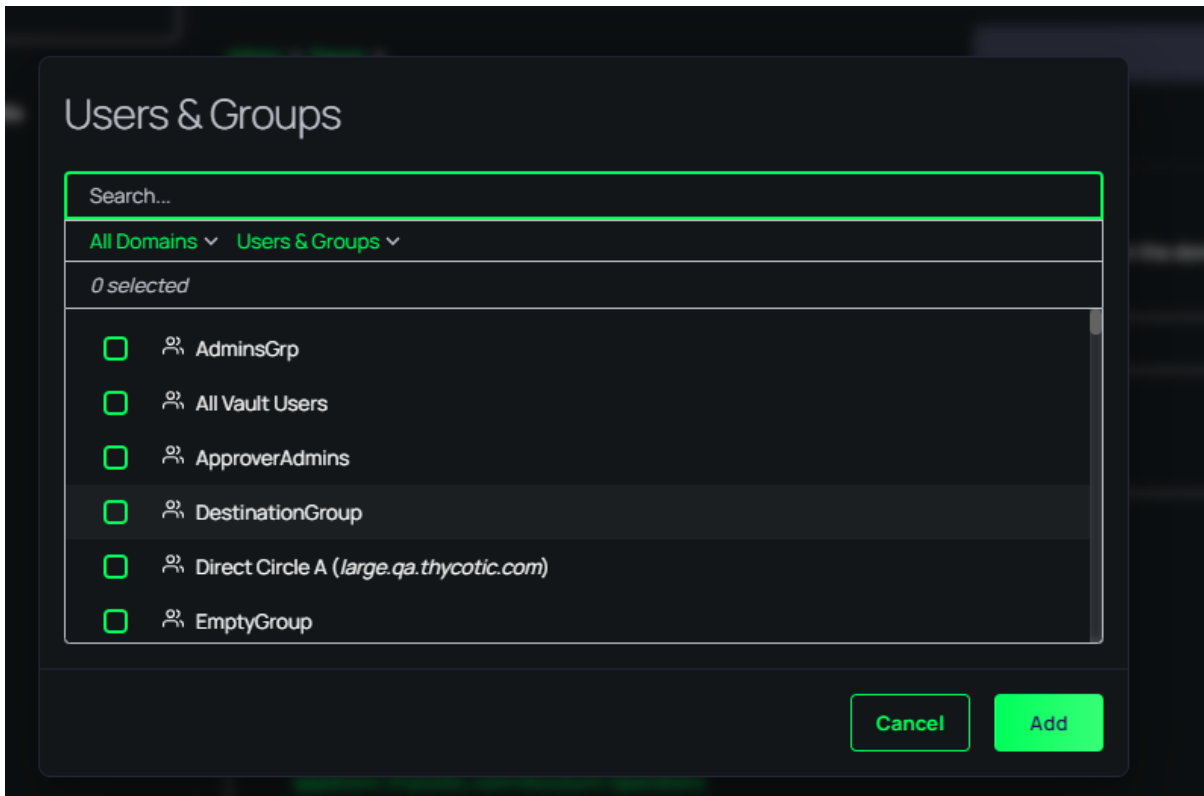 Users & Groups
Search...
All Domains Users & Groups
0 selected
AdminsGrp
All Vault Users
ApproverAdmins
DestinationGroup
Direct Circle A (large.qa.thycotic.com)
EmptyGroup
Cancel Add